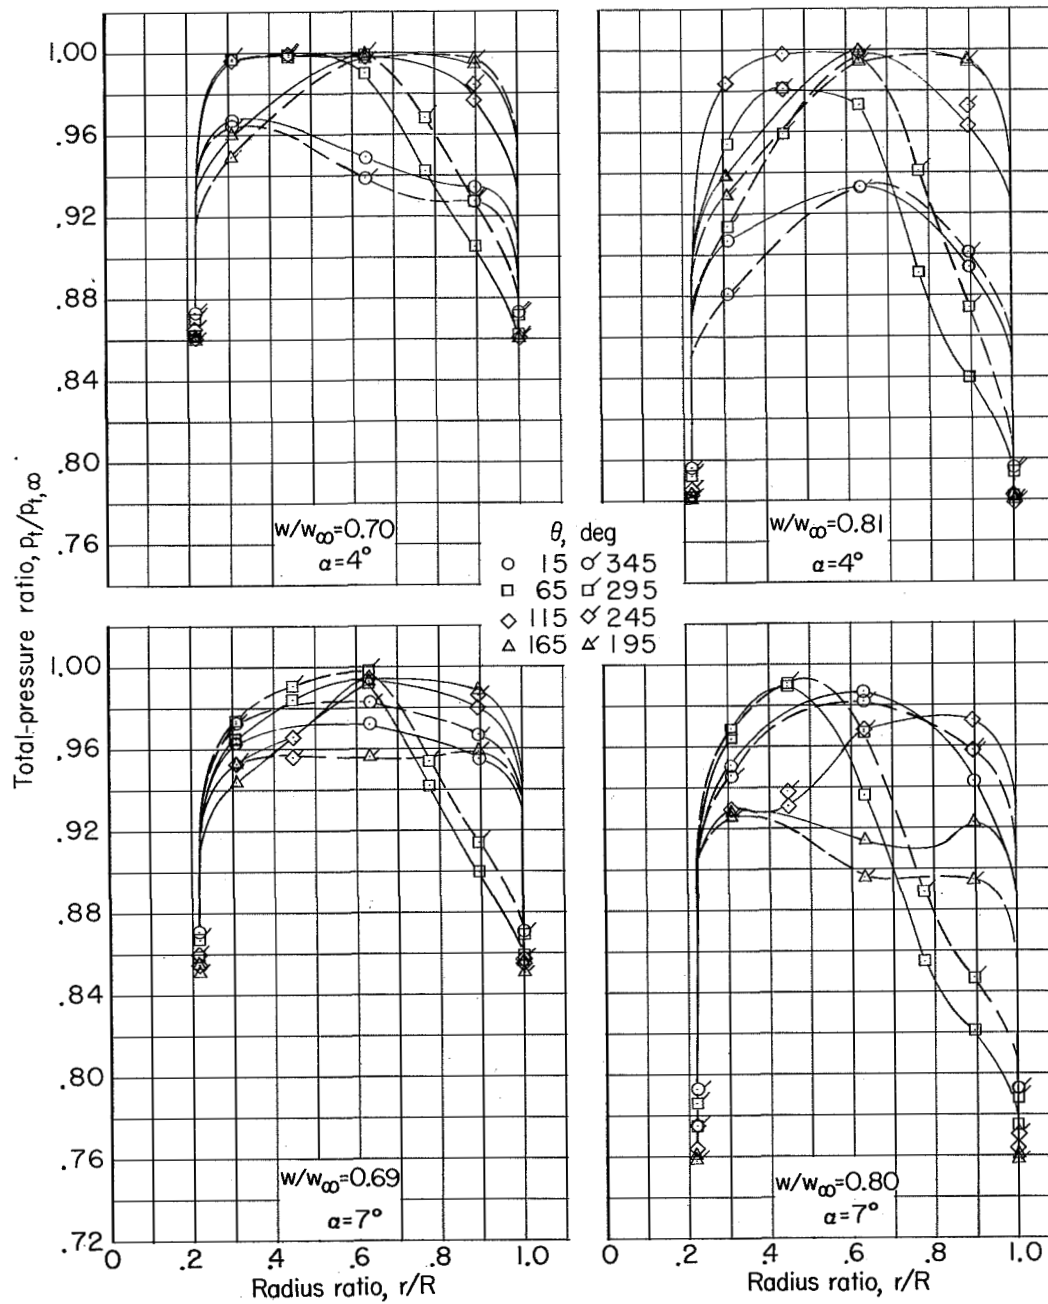 Total-pressure ratio, pₜ/pₜ,∞
1.00
.96
.92
.88
.84
.80
.76
w/w∞=0.70
α=4°
w/w∞=0.81
α=4°
θ, deg
○ 15 345
□ 65 295
◇ 115 245
△ 165 195
1.00
.96
.92
.88
.84
.80
.76
.72
w/w∞=0.69
α=7°
w/w∞=0.80
α=7°
0 .2 .4 .6 .8 1.0
Radius ratio, r/R
0 .2 .4 .6 .8 1.0
Radius ratio, r/R